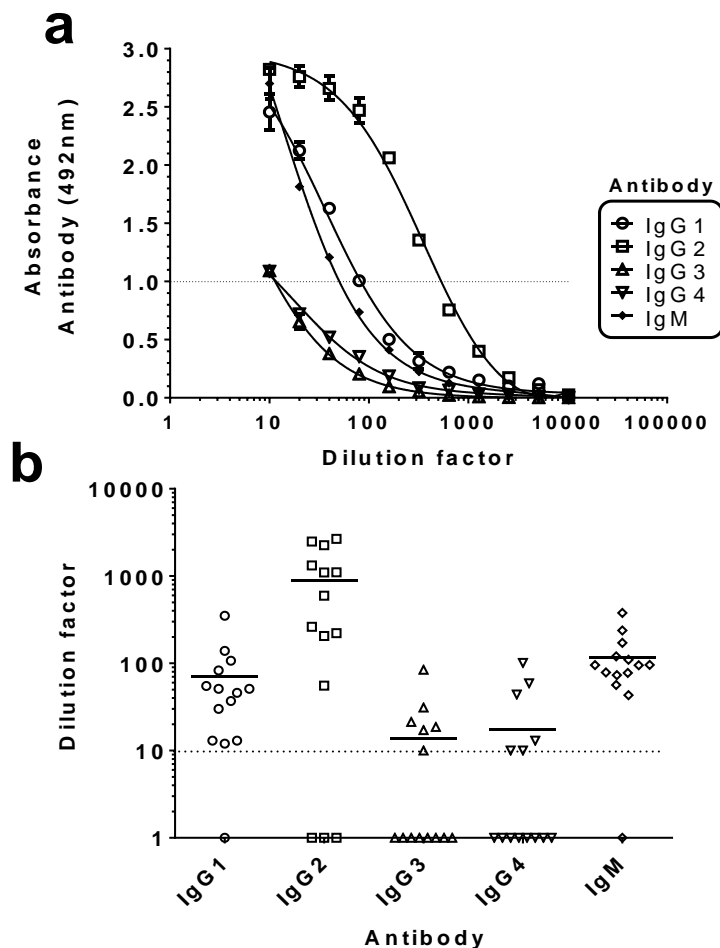 a
3.0
2.5
2.0
1.5
1.0
0.5
0.0
Absorbance
Antibody (492nm)
1
10
100
1000
10000
100000
Dilution factor
Antibody
IgG1
IgG2
IgG3
IgG4
IgM
b
10000
1000
100
10
1
Dilution factor
IgG1
IgG2
IgG3
IgG4
IgM
Antibody